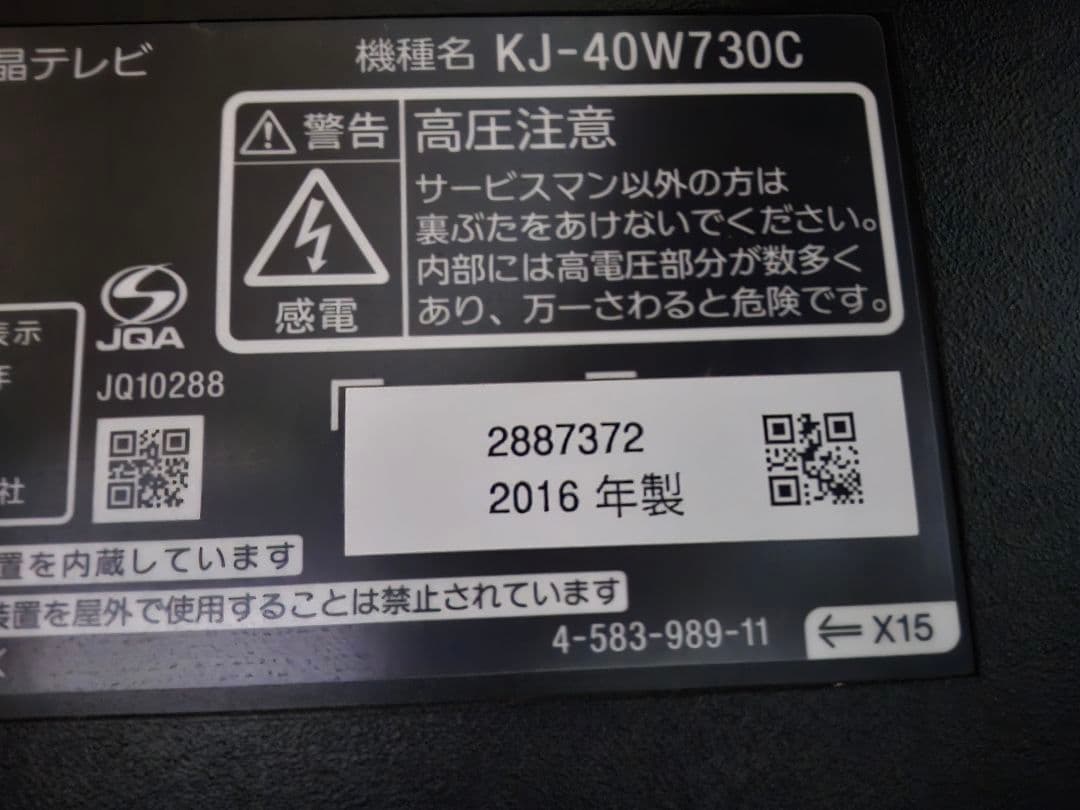 晶テレビ
機種名 KJ-40W730C
警告
高圧注意
サービスマン以外の方は
裏ぶたをあけないでください。
内部には高電圧部分が数多く
あり、万一さわると危険です。
感電
JQA
JQ10288
表示
年
社
2887372
2016 年製
置を内蔵しています
装置を屋外で使用することは禁止されています
4-583-989-11
⇐ X15